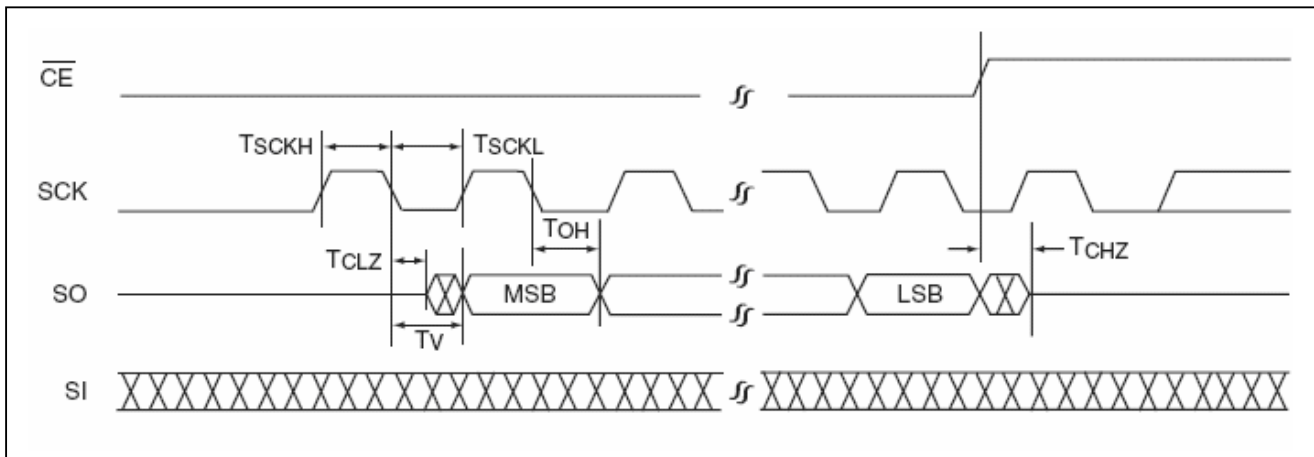 CE
TSCKH
TSCKL
SCK
TOH
TCLZ
TCHZ
SO
MSB
LSB
TV
SI